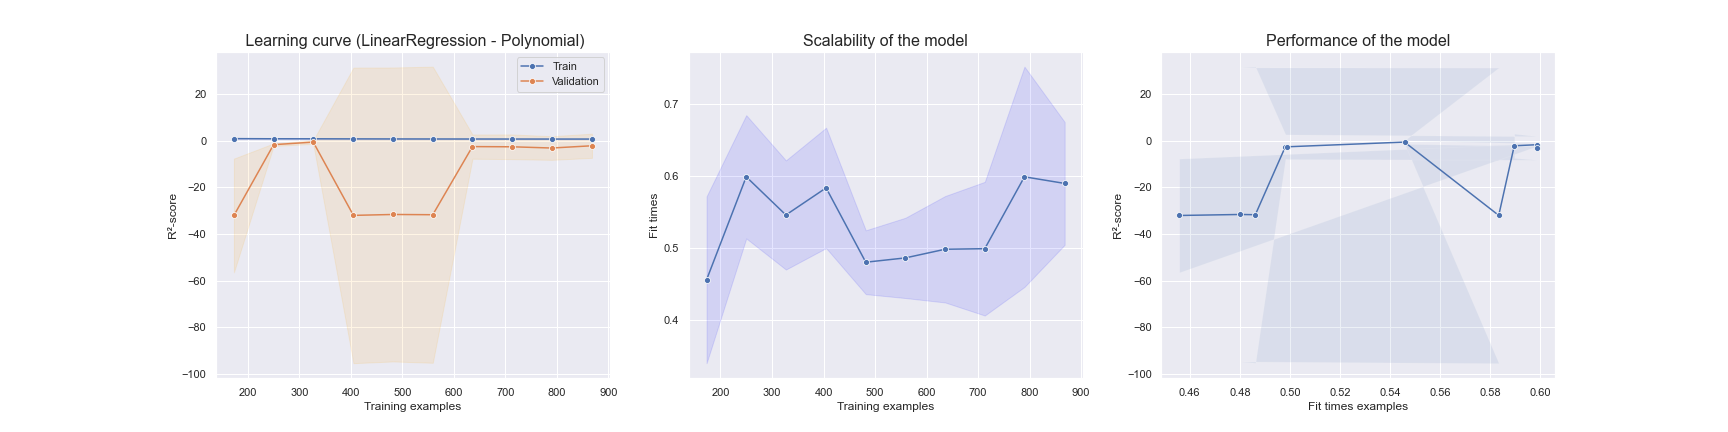 Learning curve (LinearRegression - Polynomial)
Train
Validation
20
0
−20
−40
−60
−80
−100
R²-score
200 300 400 500 600 700 800 900
Training examples
Scalability of the model
0.7
0.6
0.5
0.4
Fit times
200 300 400 500 600 700 800 900
Training examples
Performance of the model
20
0
−20
−40
−60
−80
−100
R²-score
0.46 0.48 0.50 0.52 0.54 0.56 0.58 0.60
Fit times examples